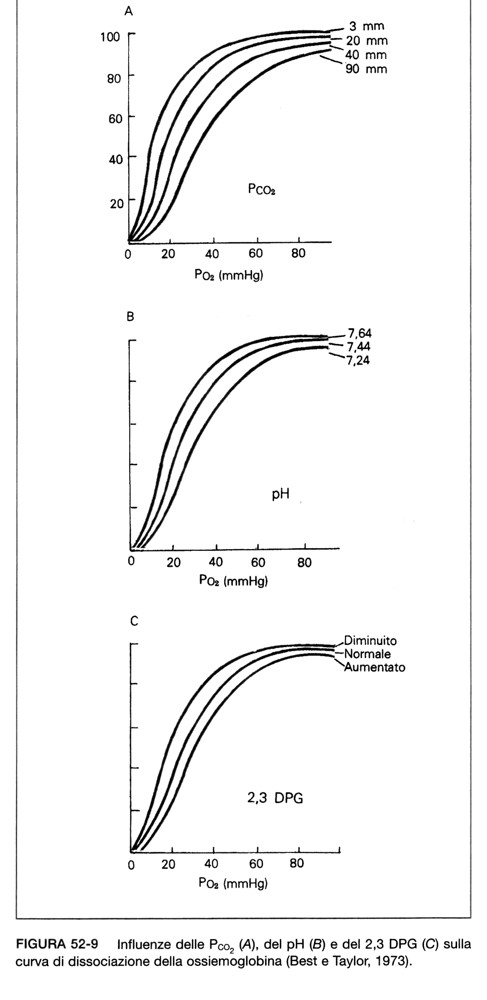 A
100
80
60
40
20
3 mm
20 mm
40 mm
90 mm
PCO₂
0 20 40 60 80
PO₂ (mmHg)
B
7,64
7,44
7,24
pH
0 20 40 60 80
PO₂ (mmHg)
C
Diminuito
Normale
Aumentato
2,3 DPG
0 20 40 60 80
PO₂ (mmHg)
FIGURA 52-9 Influenze delle PCO₂ (A), del pH (B) e del 2,3 DPG (C) sulla
curva di dissociazione della ossiemoglobina (Best e Taylor, 1973).